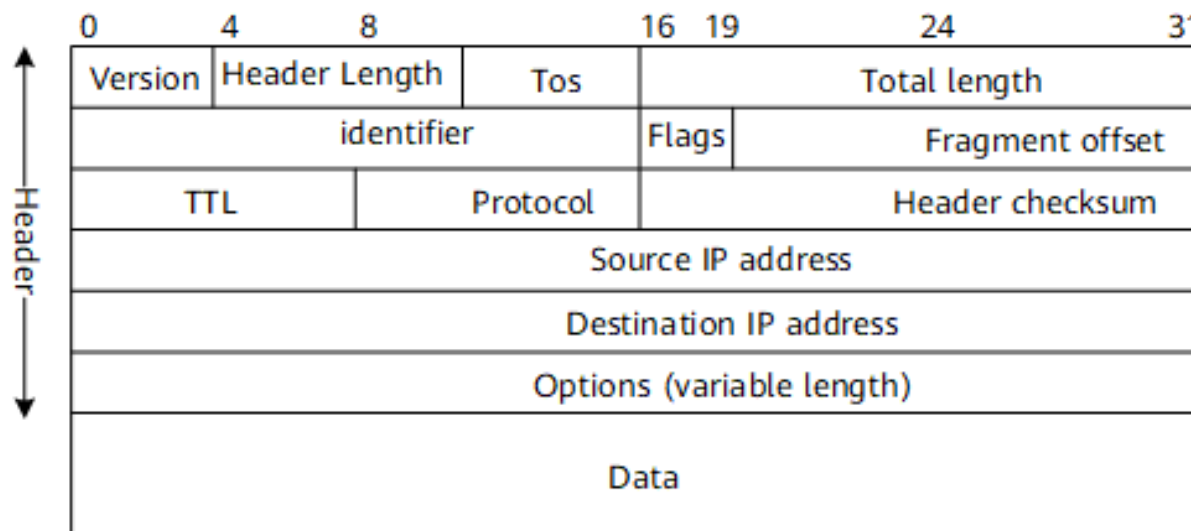 0 4 8 16 19 24 31
Version Header Length Tos Total length
identifier Flags Fragment offset
TTL Protocol Header checksum
Source IP address
Destination IP address
Options (variable length)
Data
Header